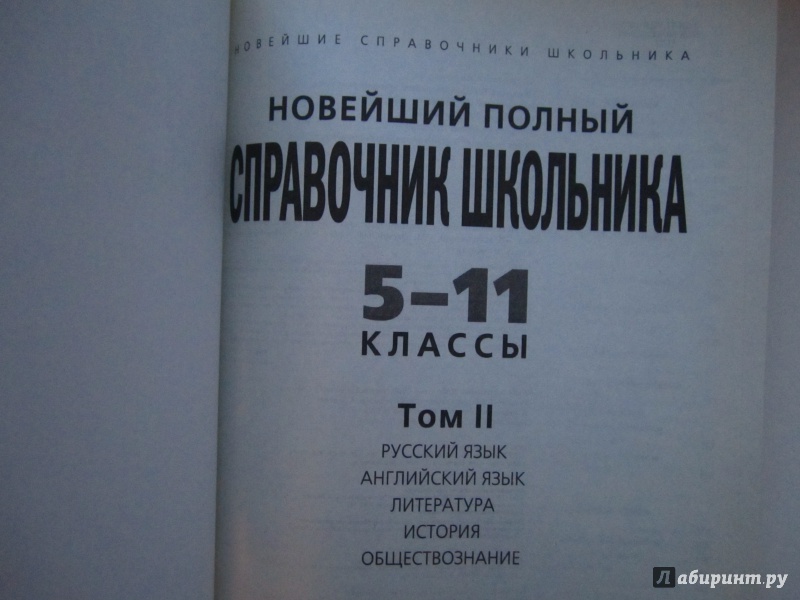 НОВЕЙШИЕ СПРАВОЧНИКИ ШКОЛЬНИКА
НОВЕЙШИЙ ПОЛНЫЙ
СПРАВОЧНИК ШКОЛЬНИКА
5–11
КЛАССЫ
Том II
РУССКИЙ ЯЗЫК
АНГЛИЙСКИЙ ЯЗЫК
ЛИТЕРАТУРА
ИСТОРИЯ
ОБЩЕСТВОЗНАНИЕ
Лабиринт.ру